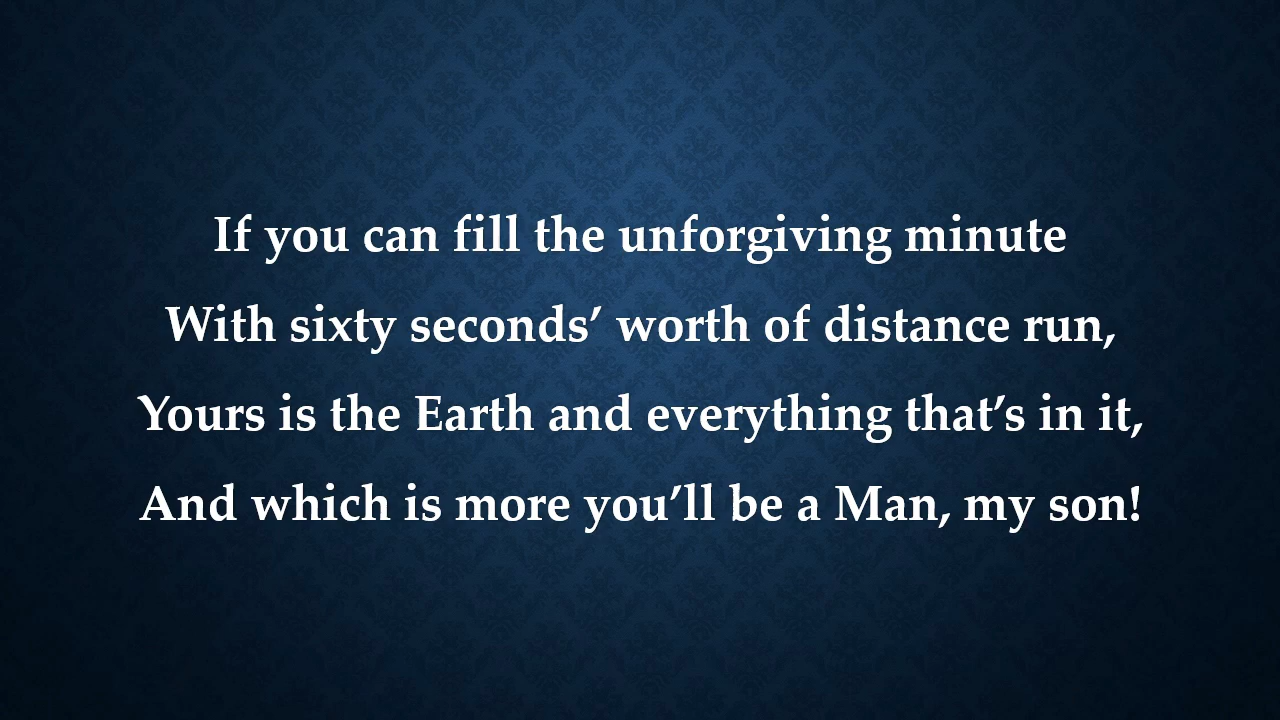 If you can fill the unforgiving minute
With sixty seconds’ worth of distance run,
Yours is the Earth and everything that’s in it,
And which is more you’ll be a Man, my son!